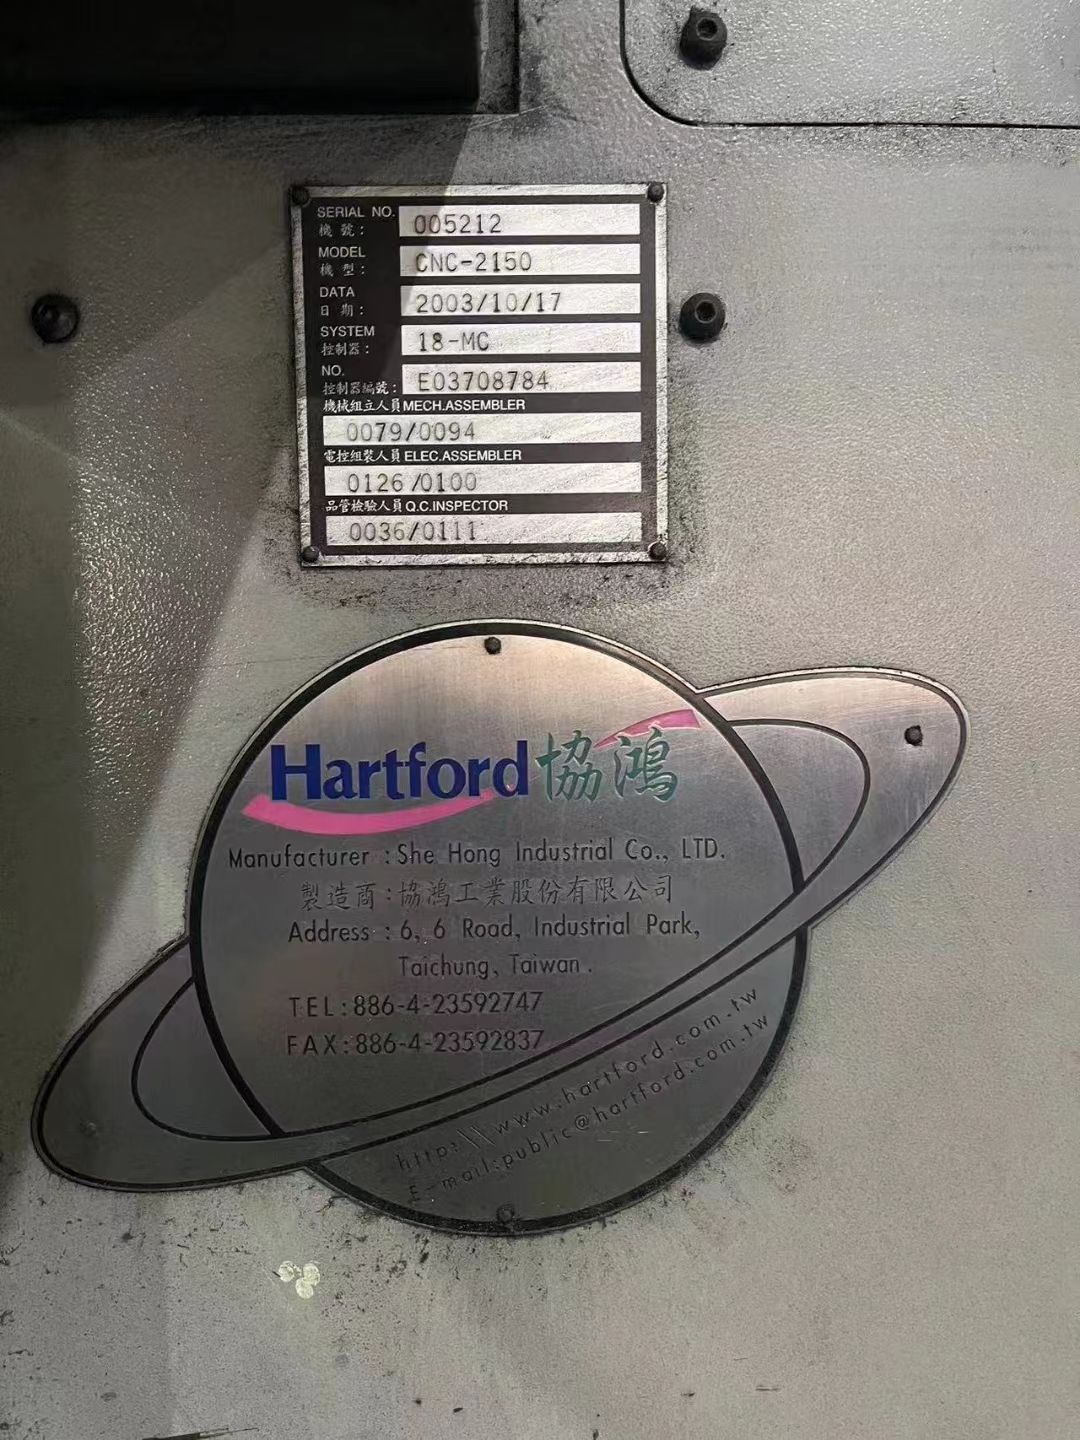 SERIAL NO.
機 號： 005212
MODEL
機 型： CNC-2150
DATA
日 期： 2003/10/17
SYSTEM
控制器： 18-MC
NO.
控制器編號： E03708784
機械組立人員 MECH.ASSEMBLER
0079/0094
電控組裝人員 ELEC.ASSEMBLER
0126/0100
品管檢驗人員 Q.C.INSPECTOR
0036/0111
Hartford 協鴻
Manufacturer : She Hong Industrial Co., LTD.
製造商：協鴻工業股份有限公司
Address : 6, 6 Road, Industrial Park,
Taichung, Taiwan .
TEL:886-4-23592747
FAX:886-4-23592837
http:\\www.hartford.com.tw
E-mail:public@hartford.com.tw